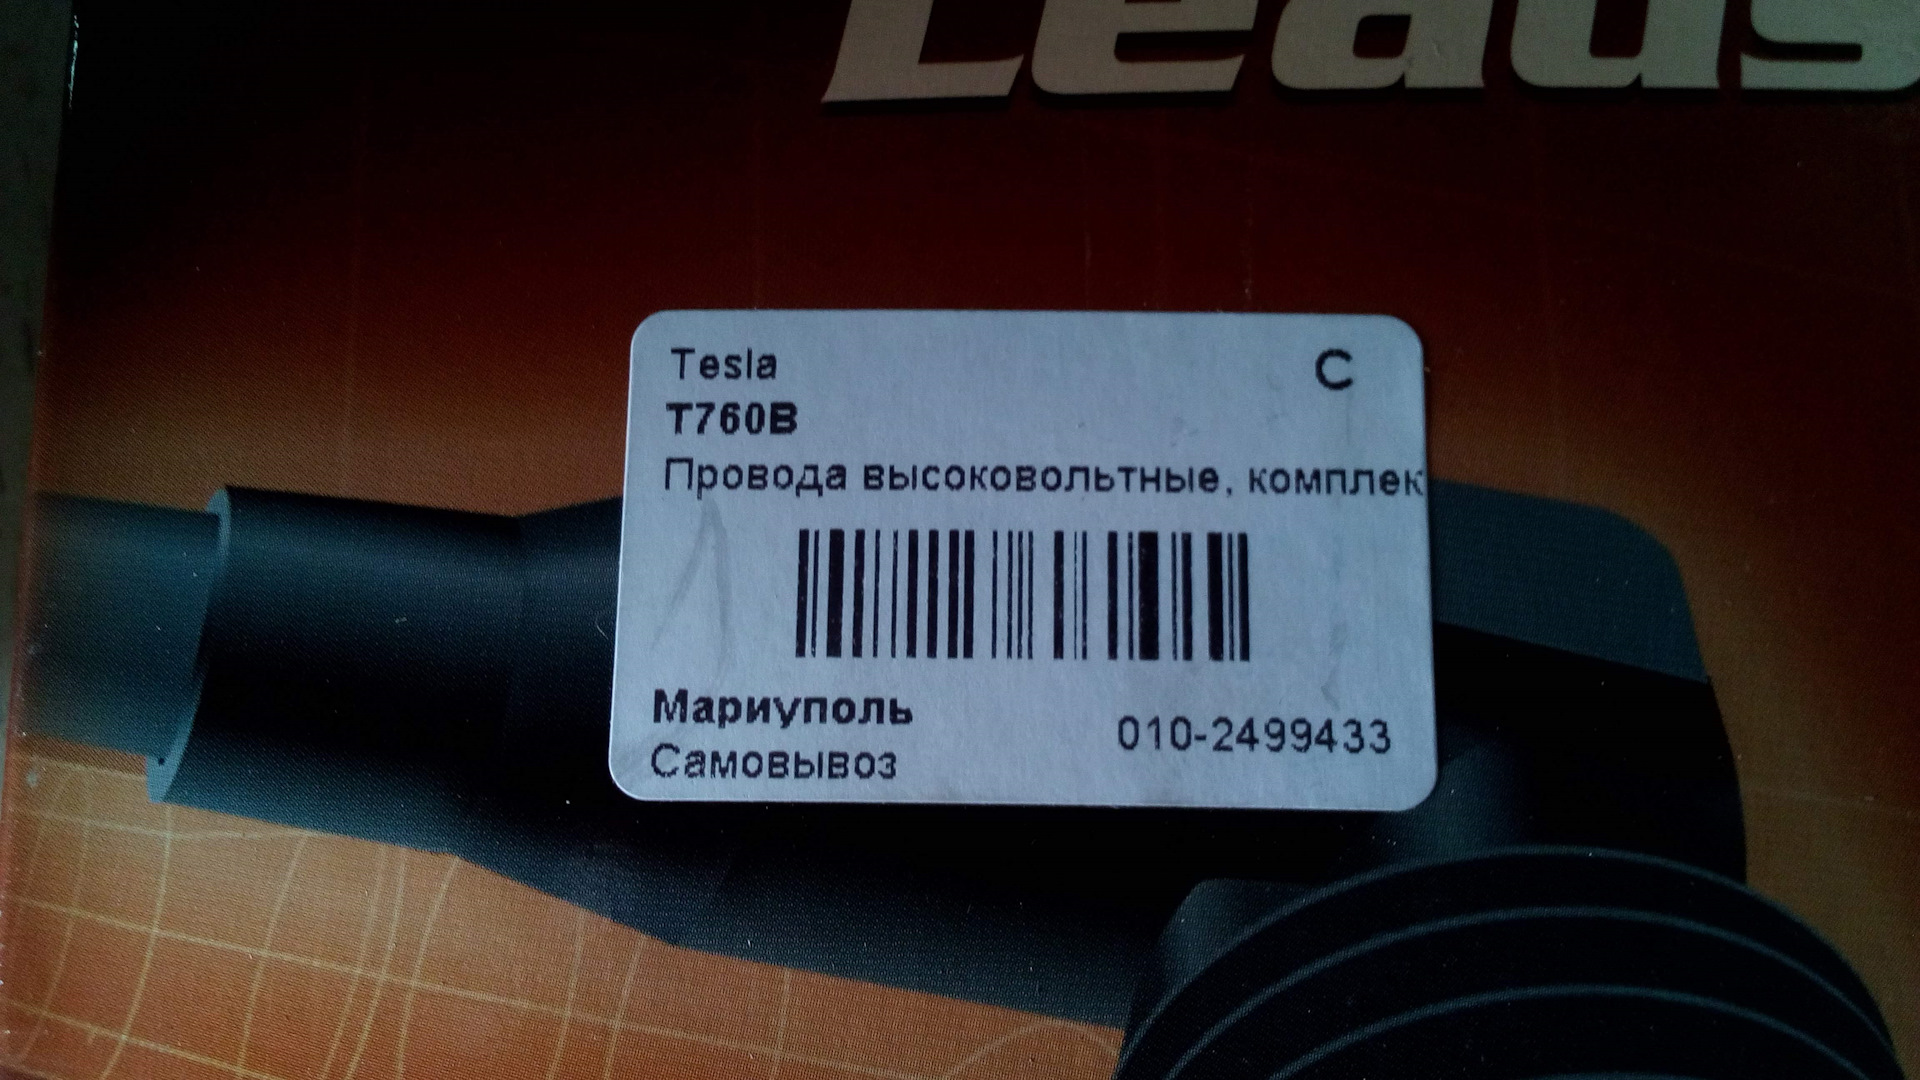 Leads
Tesla C
T760B
Провода высоковольтные, комплек
Мариуполь
010-2499433
Самовывоз